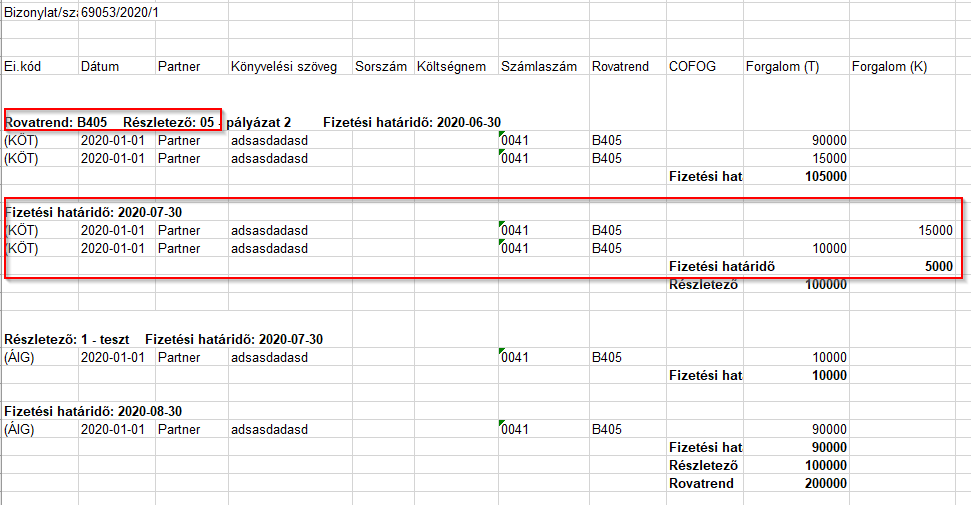 Bizonylat/szá 69053/2020/1
Ei.kód Dátum Partner Könyvelési szöveg Sorszám Költségnem Számlaszám Rovatrend COFOG Forgalom (T) Forgalom (K)
Rovatrend: B405 Részletező: 05 - pályázat 2 Fizetési határidő: 2020-06-30
(KÖT) 2020-01-01 Partner adsasdadasd 0041 B405 90000
(KÖT) 2020-01-01 Partner adsasdadasd 0041 B405 15000
Fizetési hat 105000
Fizetési határidő: 2020-07-30
(KÖT) 2020-01-01 Partner adsasdadasd 0041 B405 15000
(KÖT) 2020-01-01 Partner adsasdadasd 0041 B405 10000
Fizetési határidő 5000
Részletező 100000
Részletező: 1 - teszt Fizetési határidő: 2020-07-30
(ÁIG) 2020-01-01 Partner adsasdadasd 0041 B405 10000
Fizetési hat 10000
Fizetési határidő: 2020-08-30
(ÁIG) 2020-01-01 Partner adsasdadasd 0041 B405 90000
Fizetési hat 90000
Részletező 100000
Rovatrend 200000